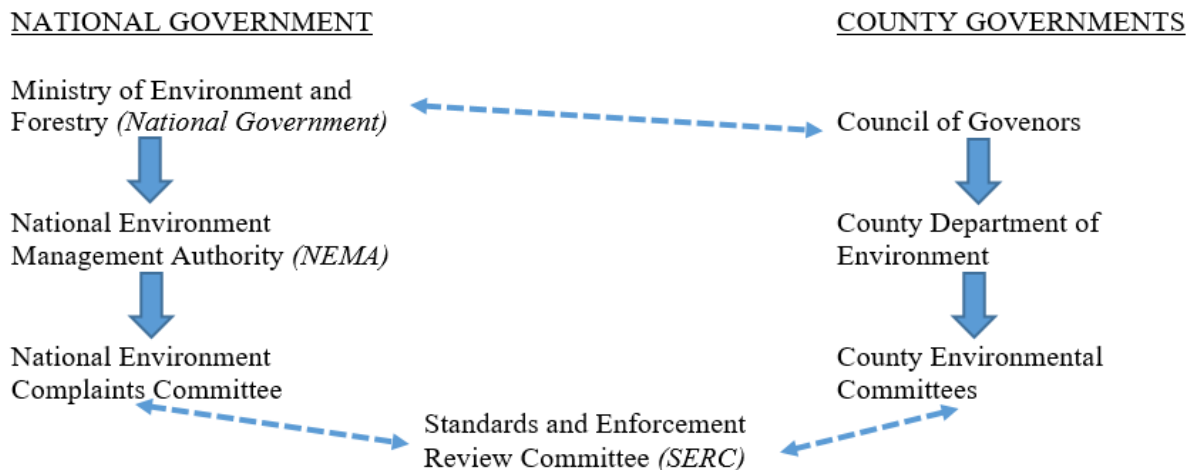 NATIONAL GOVERNMENT
COUNTY GOVERNMENTS
Ministry of Environment and
Forestry (National Government)
Council of Govenors
National Environment
Management Authority (NEMA)
County Department of
Environment
National Environment
Complaints Committee
County Environmental
Committees
Standards and Enforcement
Review Committee (SERC)